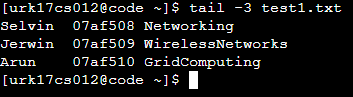 [urk17cs012@code ~]$ tail -3 test1.txt
Selvin  07af508 Networking
Jerwin  07af509 WirelessNetworks
Arun    07af510 GridComputing
[urk17cs012@code ~]$